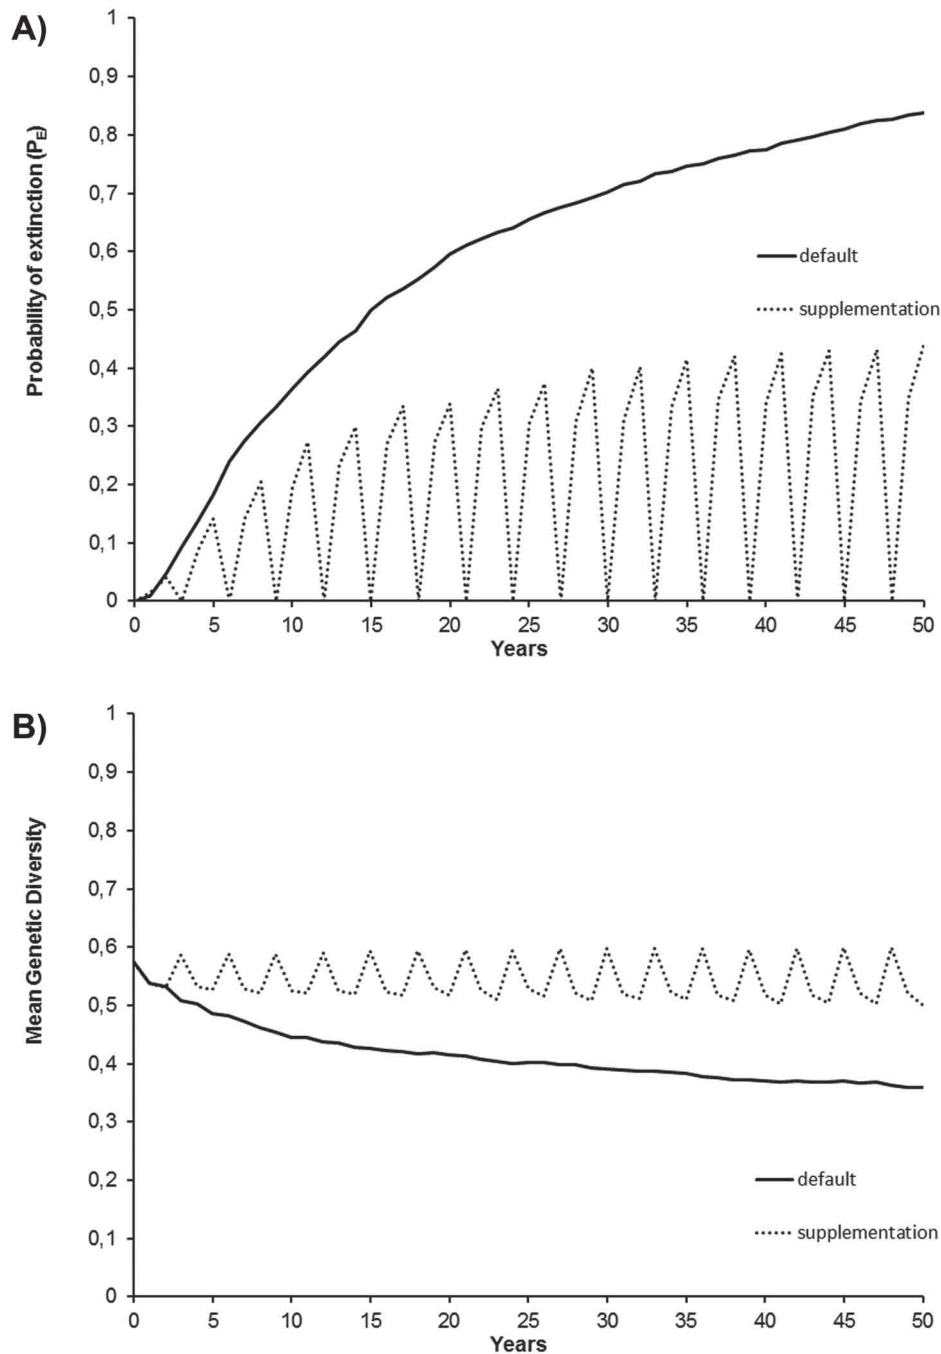 A)
Probability of extinction (PE)
1
0,9
0,8
0,7
0,6
0,5
0,4
0,3
0,2
0,1
0
default
supplementation
0 5 10 15 20 25 30 35 40 45 50
Years
B)
Mean Genetic Diversity
1
0,9
0,8
0,7
0,6
0,5
0,4
0,3
0,2
0,1
0
default
supplementation
0 5 10 15 20 25 30 35 40 45 50
Years